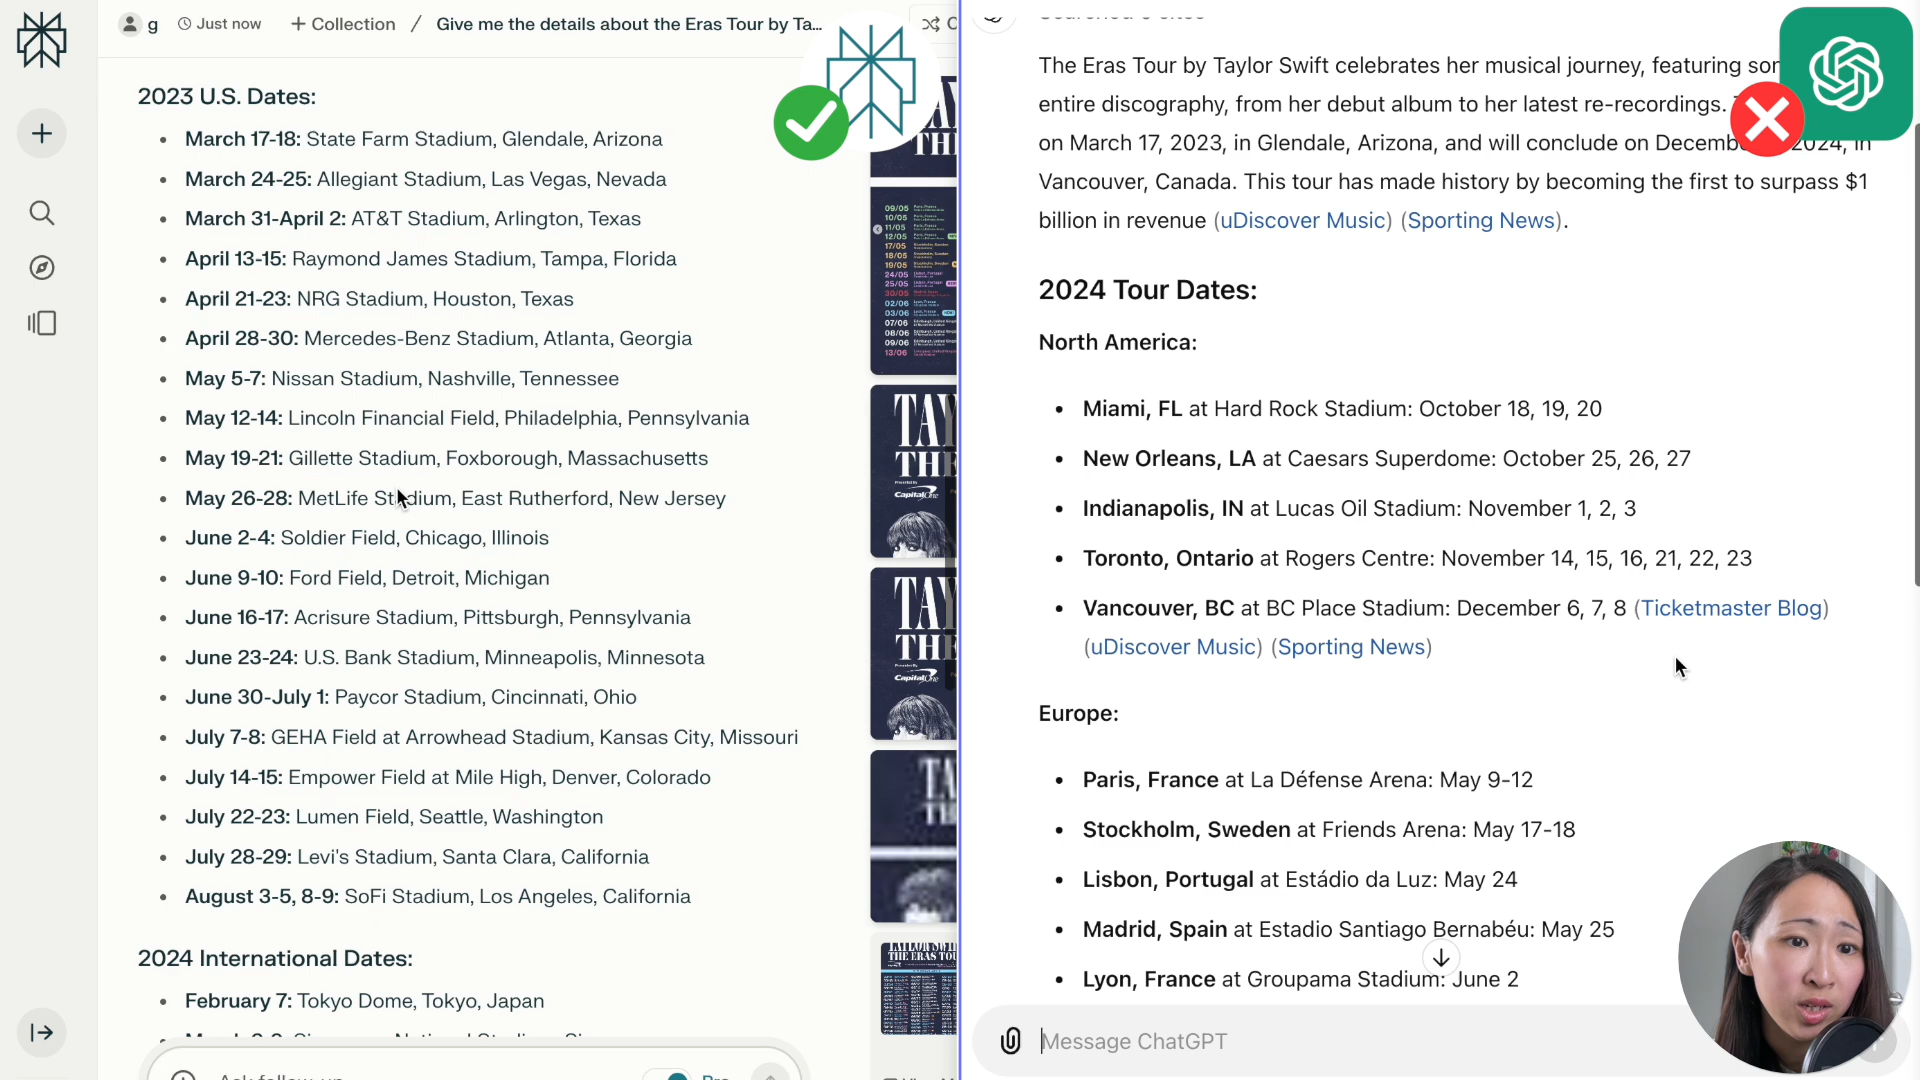 g
Just now
+ Collection / Give me the details about the Eras Tour by Ta...
2023 U.S. Dates:
• March 17-18: State Farm Stadium, Glendale, Arizona
• March 24-25: Allegiant Stadium, Las Vegas, Nevada
• March 31-April 2: AT&T Stadium, Arlington, Texas
• April 13-15: Raymond James Stadium, Tampa, Florida
• April 21-23: NRG Stadium, Houston, Texas
• April 28-30: Mercedes-Benz Stadium, Atlanta, Georgia
• May 5-7: Nissan Stadium, Nashville, Tennessee
• May 12-14: Lincoln Financial Field, Philadelphia, Pennsylvania
• May 19-21: Gillette Stadium, Foxborough, Massachusetts
• May 26-28: MetLife Stadium, East Rutherford, New Jersey
• June 2-4: Soldier Field, Chicago, Illinois
• June 9-10: Ford Field, Detroit, Michigan
• June 16-17: Acrisure Stadium, Pittsburgh, Pennsylvania
• June 23-24: U.S. Bank Stadium, Minneapolis, Minnesota
• June 30-July 1: Paycor Stadium, Cincinnati, Ohio
• July 7-8: GEHA Field at Arrowhead Stadium, Kansas City, Missouri
• July 14-15: Empower Field at Mile High, Denver, Colorado
• July 22-23: Lumen Field, Seattle, Washington
• July 28-29: Levi's Stadium, Santa Clara, California
• August 3-5, 8-9: SoFi Stadium, Los Angeles, California
2024 International Dates:
• February 7: Tokyo Dome, Tokyo, Japan
Ask follow-up
Pro
TAY
THE
CapitalOne
TAY
THE
CapitalOne
TAYLOR SWIFT
THE ERAS TOU
The Eras Tour by Taylor Swift celebrates her musical journey, featuring
entire discography, from her debut album to her latest re-recordings.
on March 17, 2023, in Glendale, Arizona, and will conclude on 2024, in
Vancouver, Canada. This tour has made history by becoming the first to surpass $1
billion in revenue (uDiscover Music) (Sporting News).
2024 Tour Dates:
North America:
• Miami, FL at Hard Rock Stadium: October 18, 19, 20
• New Orleans, LA at Caesars Superdome: October 25, 26, 27
• Indianapolis, IN at Lucas Oil Stadium: November 1, 2, 3
• Toronto, Ontario at Rogers Centre: November 14, 15, 16, 21, 22, 23
• Vancouver, BC at BC Place Stadium: December 6, 7, 8 (Ticketmaster Blog)
(uDiscover Music) (Sporting News)
Europe:
• Paris, France at La Défense Arena: May 9-12
• Stockholm, Sweden at Friends Arena: May 17-18
• Lisbon, Portugal at Estádio da Luz: May 24
• Madrid, Spain at Estadio Santiago Bernabéu: May 25
• Lyon, France at Groupama Stadium: June 2
Message ChatGPT